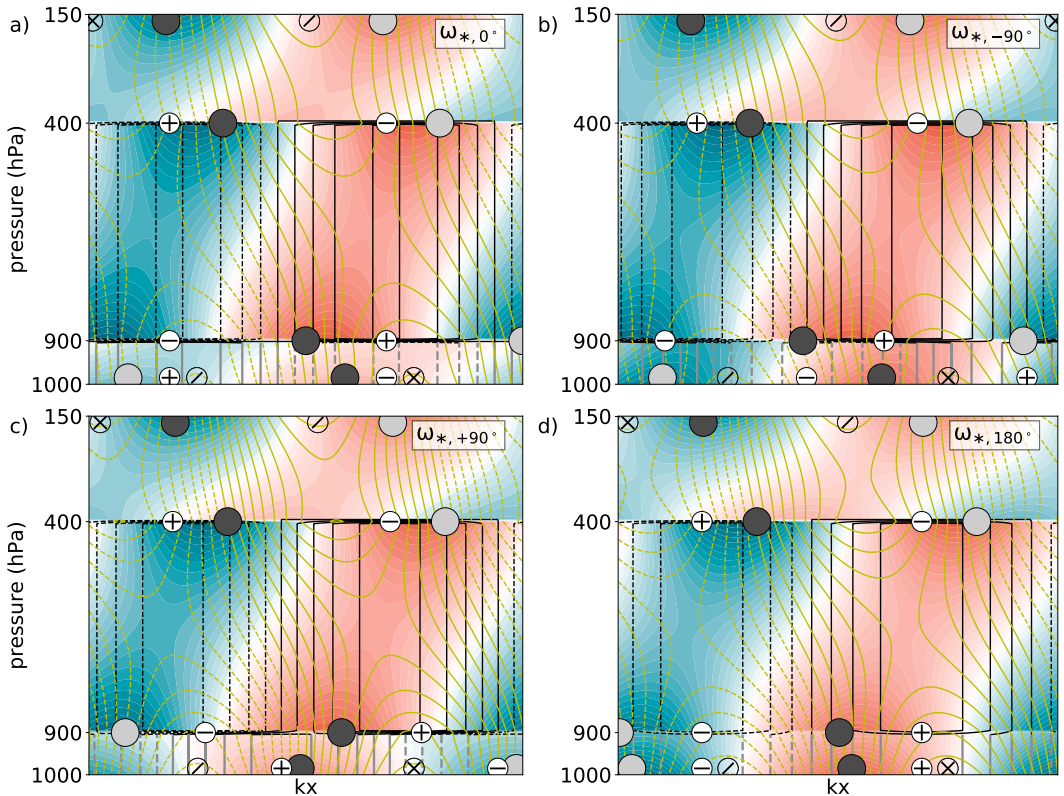 a)
150
400
900
1000
pressure (hPa)
ω∗, 0°
b)
150
400
900
1000
ω∗, −90°
c)
150
400
900
1000
pressure (hPa)
kx
ω∗, +90°
d)
150
400
900
1000
kx
ω∗, 180°